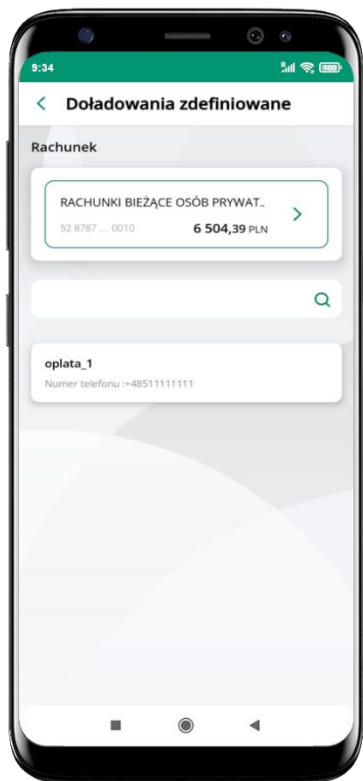 9:34
Doładowania zdefiniowane
Rachunek
RACHUNKI BIEŻĄCE OSÓB PRYWAT..
52 8787 ... 0010 6 504,39 PLN
oplata_1
Numer telefonu :+48511111111